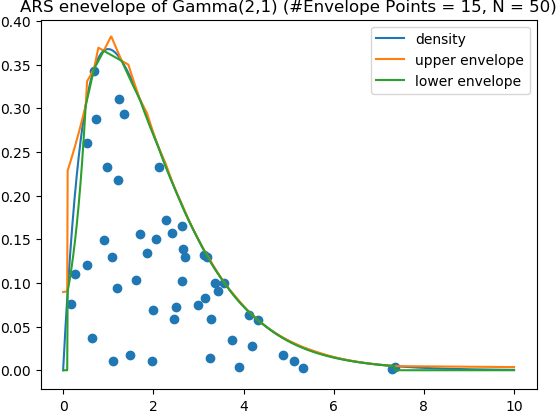 ARS enevelope of Gamma(2,1) (#Envelope Points = 15, N = 50)
density
upper envelope
lower envelope
0.40
0.35
0.30
0.25
0.20
0.15
0.10
0.05
0.00
0 2 4 6 8 10